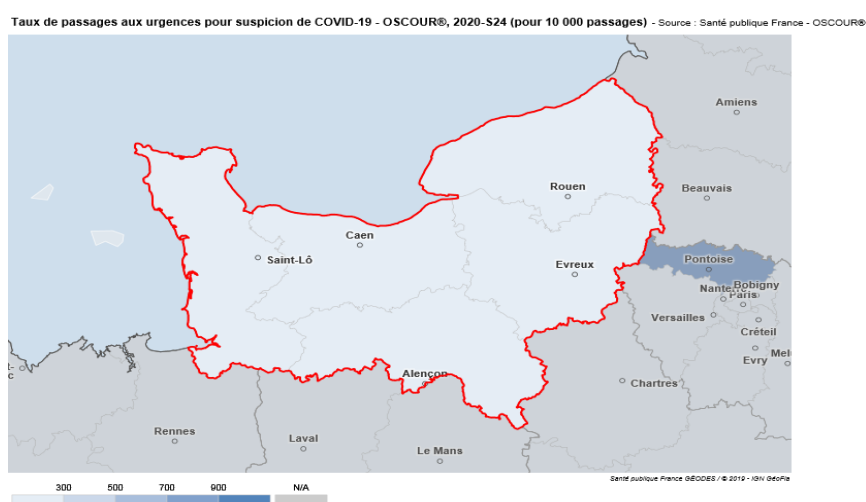 Taux de passages aux urgences pour suspicion de COVID-19 - OSCOUR®, 2020-S24 (pour 10 000 passages) - Source : Santé publique France - OSCOUR®
Amiens
Rouen
Beauvais
Caen
Saint-Lô
Evreux
Pontoise
Nanterre
Bobigny
Paris
Versailles
Créteil
Evry
Mel
Alençon
Chartres
Rennes
Laval
Le Mans
Santé publique France GÉODES / © 2019 - IGN GéoFla
300 500 700 900 N/A